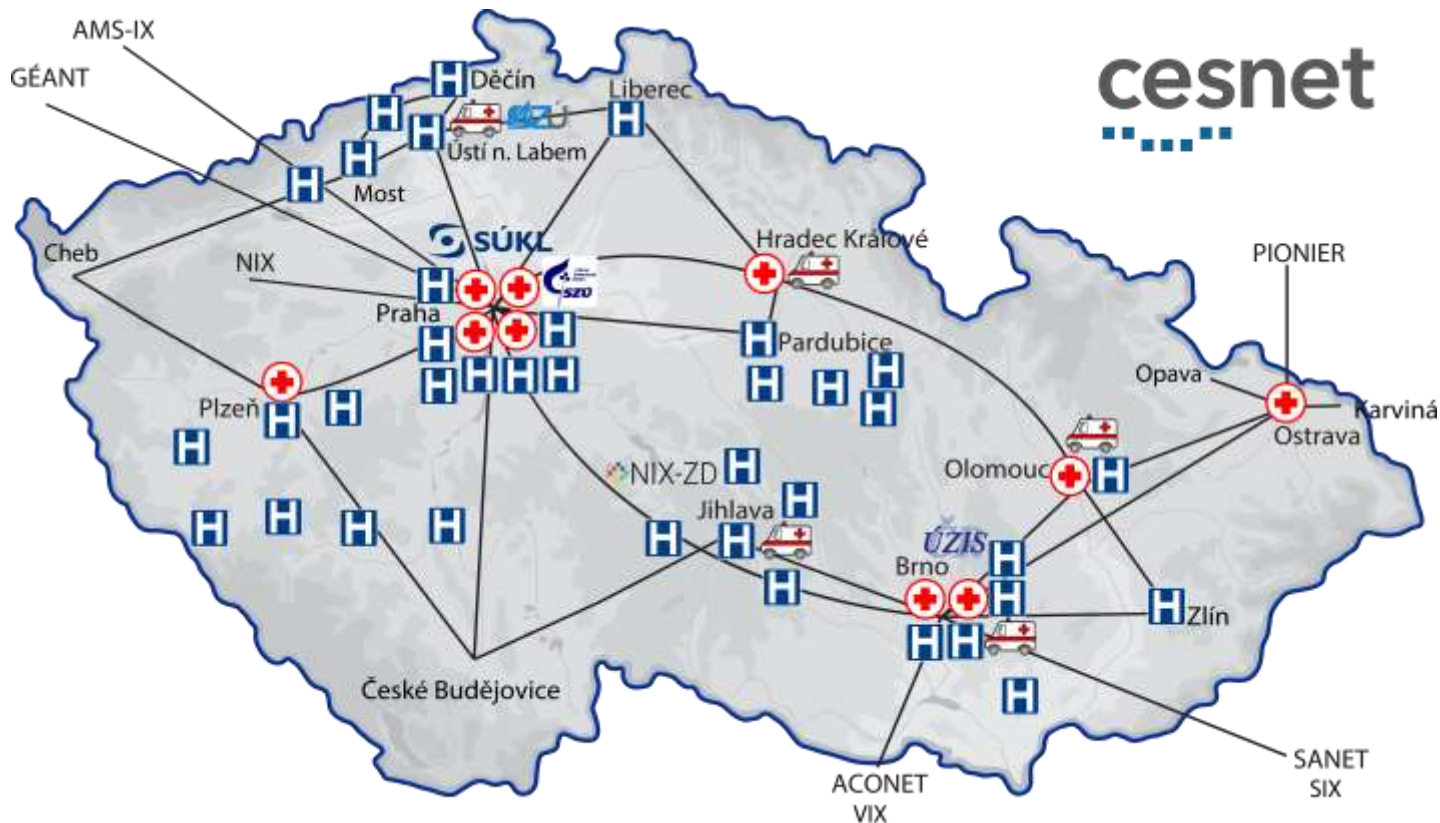 AMS-IX
GÉANT
cesnet
Děčín
Liberec
Ústí n. Labem
Most
SÚKL
Hradec Králové
Cheb
NIX
SZÚ
PIONIER
Praha
Pardubice
Opava
Karviná
Plzeň
Ostrava
NIX-ZD
Olomouc
Jihlava
ÚZIS
Brno
Zlín
České Budějovice
SANET
SIX
ACONET
VIX